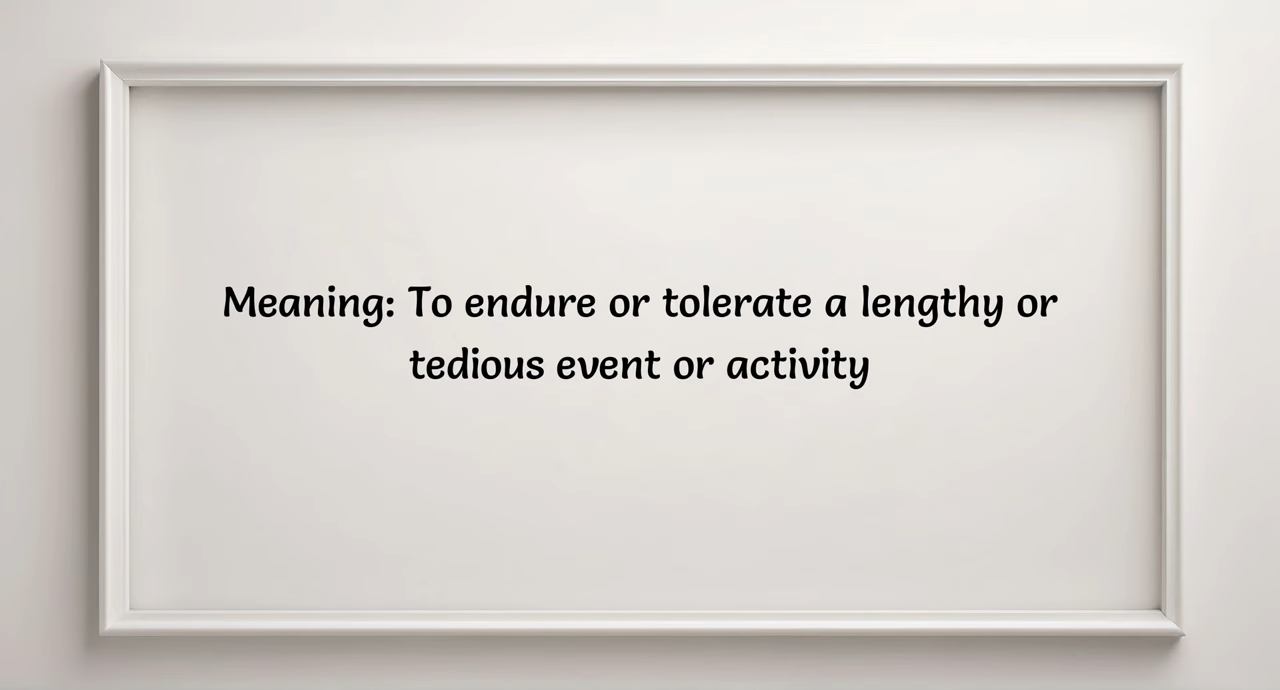 Meaning: To endure or tolerate a lengthy or
tedious event or activity